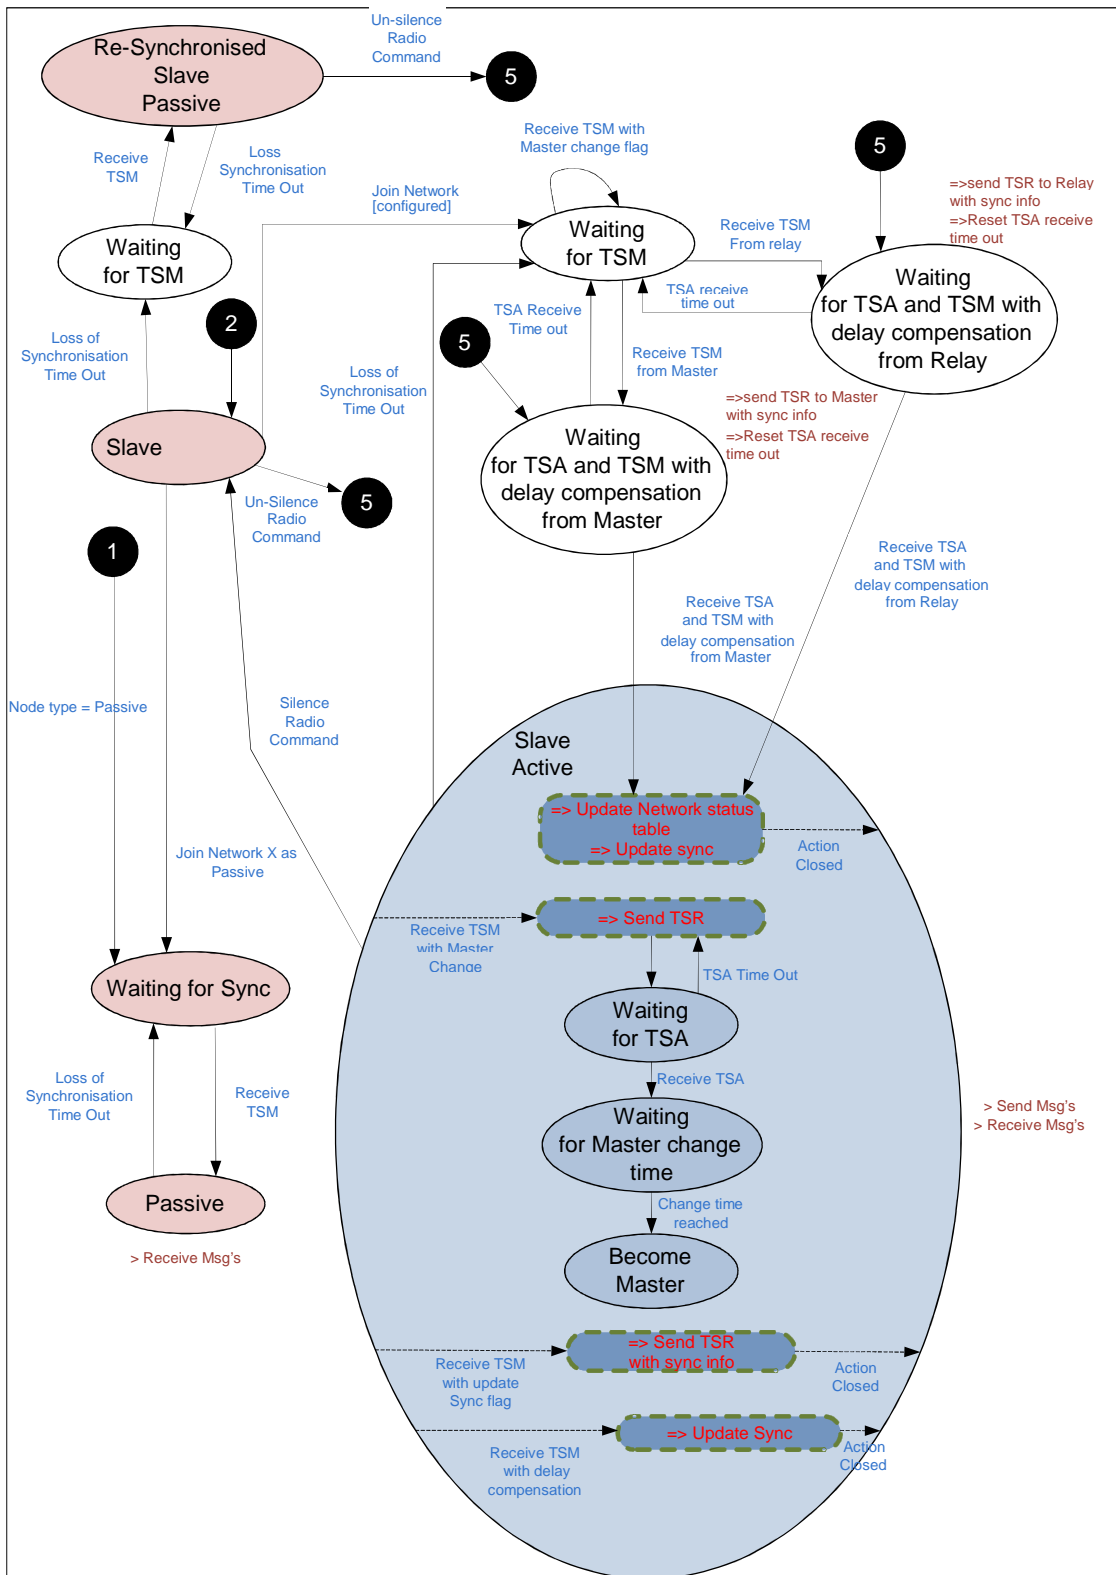 Un-silence
Radio
Command
Re-Synchronised
Slave
Passive
5
Receive TSM with
Master change flag
5
Receive
TSM
Loss
Synchronisation
Time Out
Join Network
[configured]
=>send TSR to Relay
with sync info
=>Reset TSA receive
time out
Waiting
for TSM
Waiting
for TSM
Receive TSM
From relay
TSA receive
time out
Waiting
for TSA and TSM with
delay compensation
from Relay
2
TSA Receive
Time out
5
Loss of
Synchronisation
Time Out
Loss of
Synchronisation
Time Out
Receive TSM
from Master
=>send TSR to Master
with sync info
=>Reset TSA receive
time out
Slave
Waiting
for TSA and TSM with
delay compensation
from Master
Un-Silence
Radio
Command
5
1
Receive TSA
and TSM with
delay compensation
from Relay
Receive TSA
and TSM with
delay compensation
from Master
Node type = Passive
Silence
Radio
Command
Slave
Active
=> Update Network status
table
=> Update sync
Action
Closed
Join Network X as
Passive
=> Send TSR
Receive TSM
with Master
Change
TSA Time Out
Waiting for Sync
Waiting
for TSA
Loss of
Synchronisation
Time Out
Receive
TSM
Receive TSA
Waiting
for Master change
time
> Send Msg's
> Receive Msg's
Passive
> Receive Msg's
Change time
reached
Become
Master
=> Send TSR
with sync info
Receive TSM
with update
Sync flag
Action
Closed
=> Update Sync
Receive TSM
with delay
compensation
Action
Closed